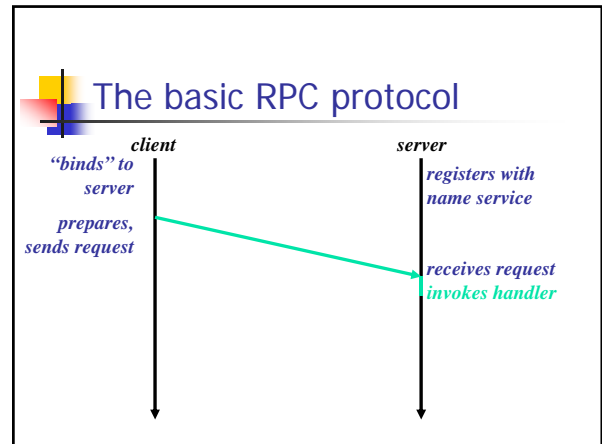 The basic RPC protocol
client
server
“binds” to
server
registers with
name service
prepares,
sends request
receives request
invokes handler